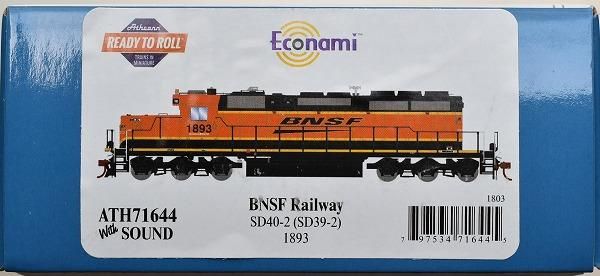 Athearn
READY TO ROLL
TRAINS IN
MINIATURE
Econami™
BNSF
1893
ATH71644
With SOUND
BNSF Railway
SD40-2 (SD39-2)
1893
1803
7 97534 71644 5